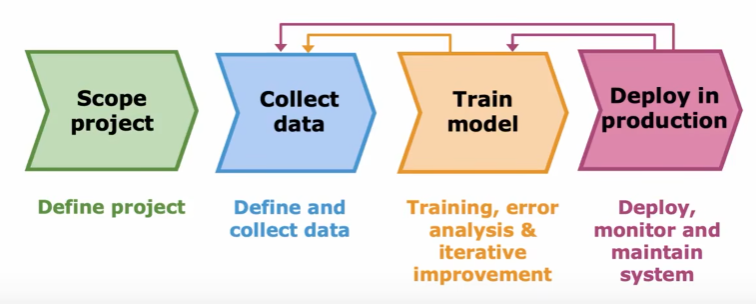 Scope
project
Collect
data
Train
model
Deploy in
production
Define project
Define and
collect data
Training, error
analysis &
iterative
improvement
Deploy,
monitor and
maintain
system